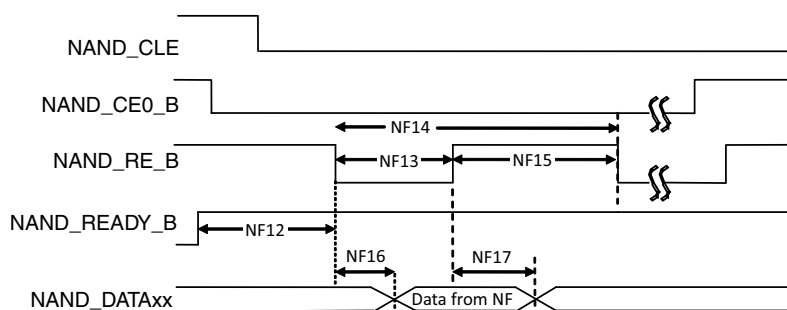 NAND_CLE
NAND_CE0_B
NF14
NAND_RE_B
NF13
NF15
NAND_READY_B
NF12
NF16
NF17
NAND_DATAxx
Data from NF